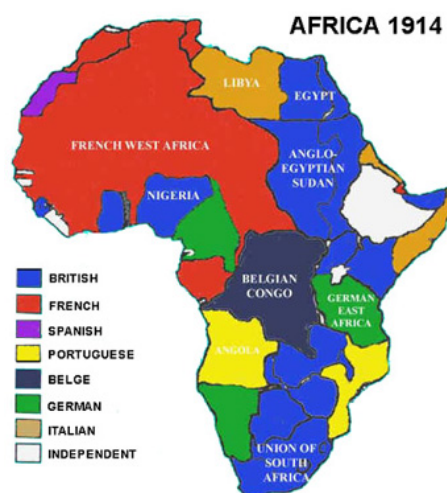 AFRICA 1914
LIBYA
EGYPT
FRENCH WEST AFRICA
ANGLO-
EGYPTIAN
SUDAN
NIGERIA
BELGIAN
CONGO
GERMAN
EAST
AFRICA
ANGOLA
UNION OF
SOUTH
AFRICA
BRITISH
FRENCH
SPANISH
PORTUGUESE
BELGE
GERMAN
ITALIAN
INDEPENDENT